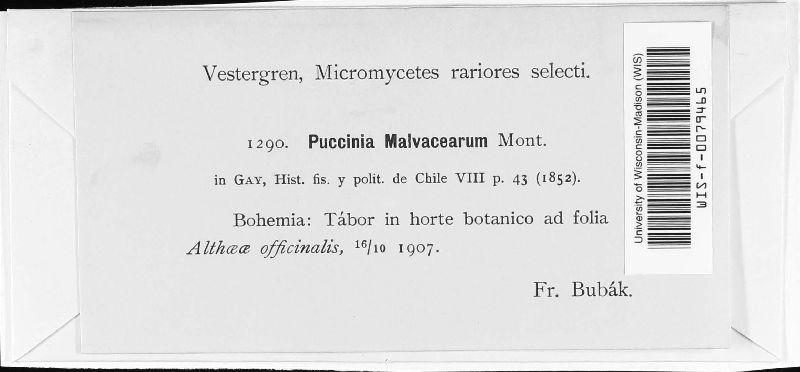 Vestergren, Micromycetes rariores selecti.
1290. Puccinia Malvacearum Mont.
in GAY, Hist. fis. y polit. de Chile VIII p. 43 (1852).
Bohemia: Tábor in horte botanico ad folia
Althææ officinalis, 16/10 1907.
Fr. Bubák.
University of Wisconsin-Madison (WIS)
WIS-f-0079465